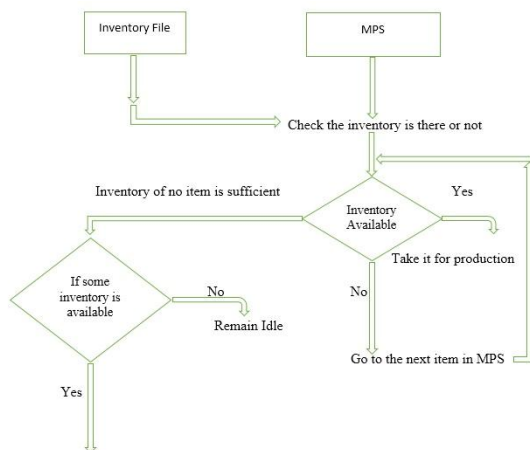 Inventory File
MPS
Check the inventory is there or not
Inventory of no item is sufficient
Yes
Inventory
Available
Take it for production
If some
inventory is
available
No
Remain Idle
No
Go to the next item in MPS
Yes